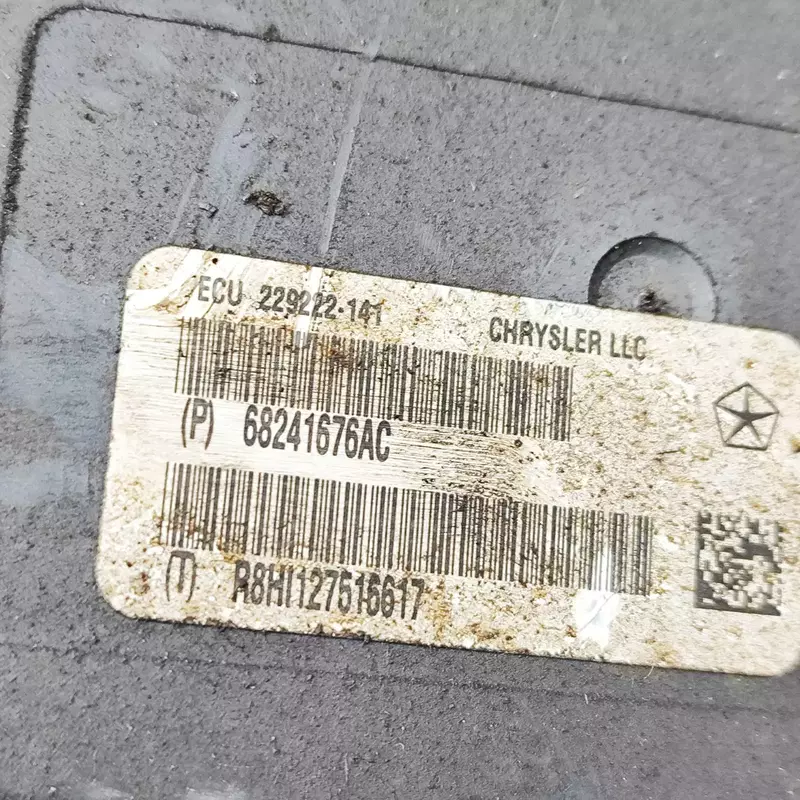 ECU 229222-141 CHRYSLER LLC
(P) 68241676AC
(T) R8HI127516617